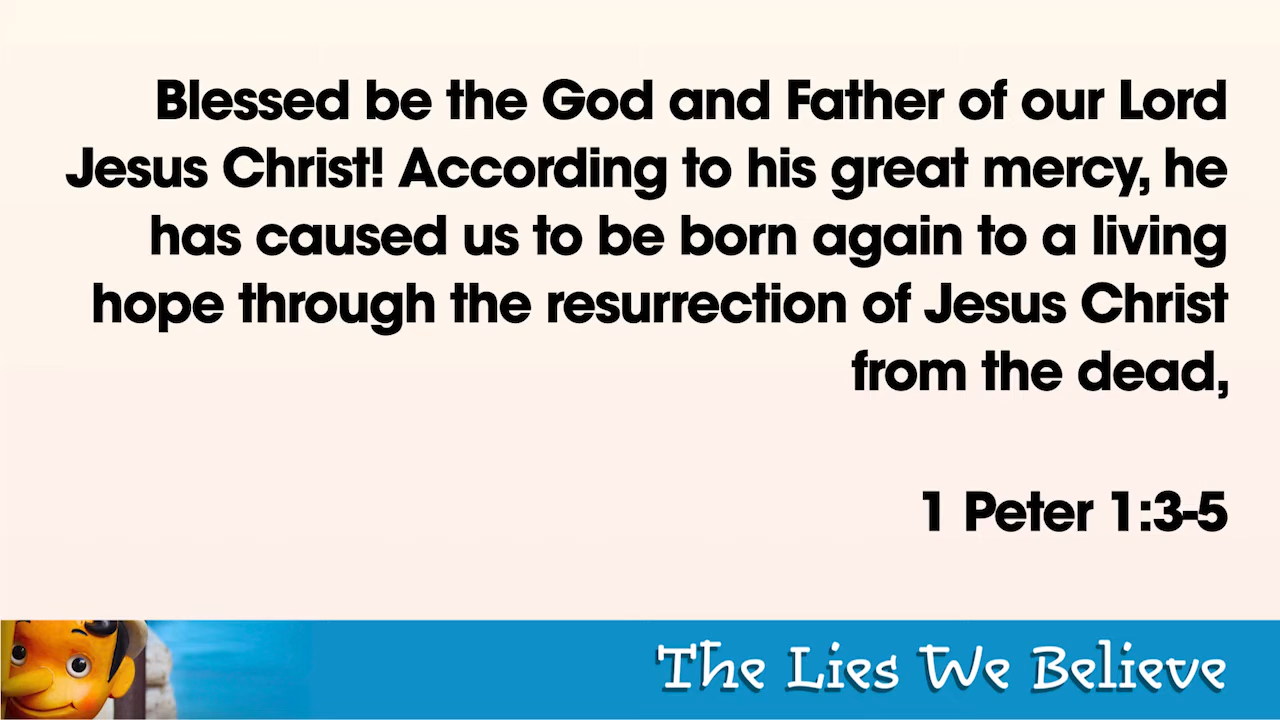 Blessed be the God and Father of our Lord
Jesus Christ! According to his great mercy, he
has caused us to be born again to a living
hope through the resurrection of Jesus Christ
from the dead,
1 Peter 1:3-5
The Lies We Believe